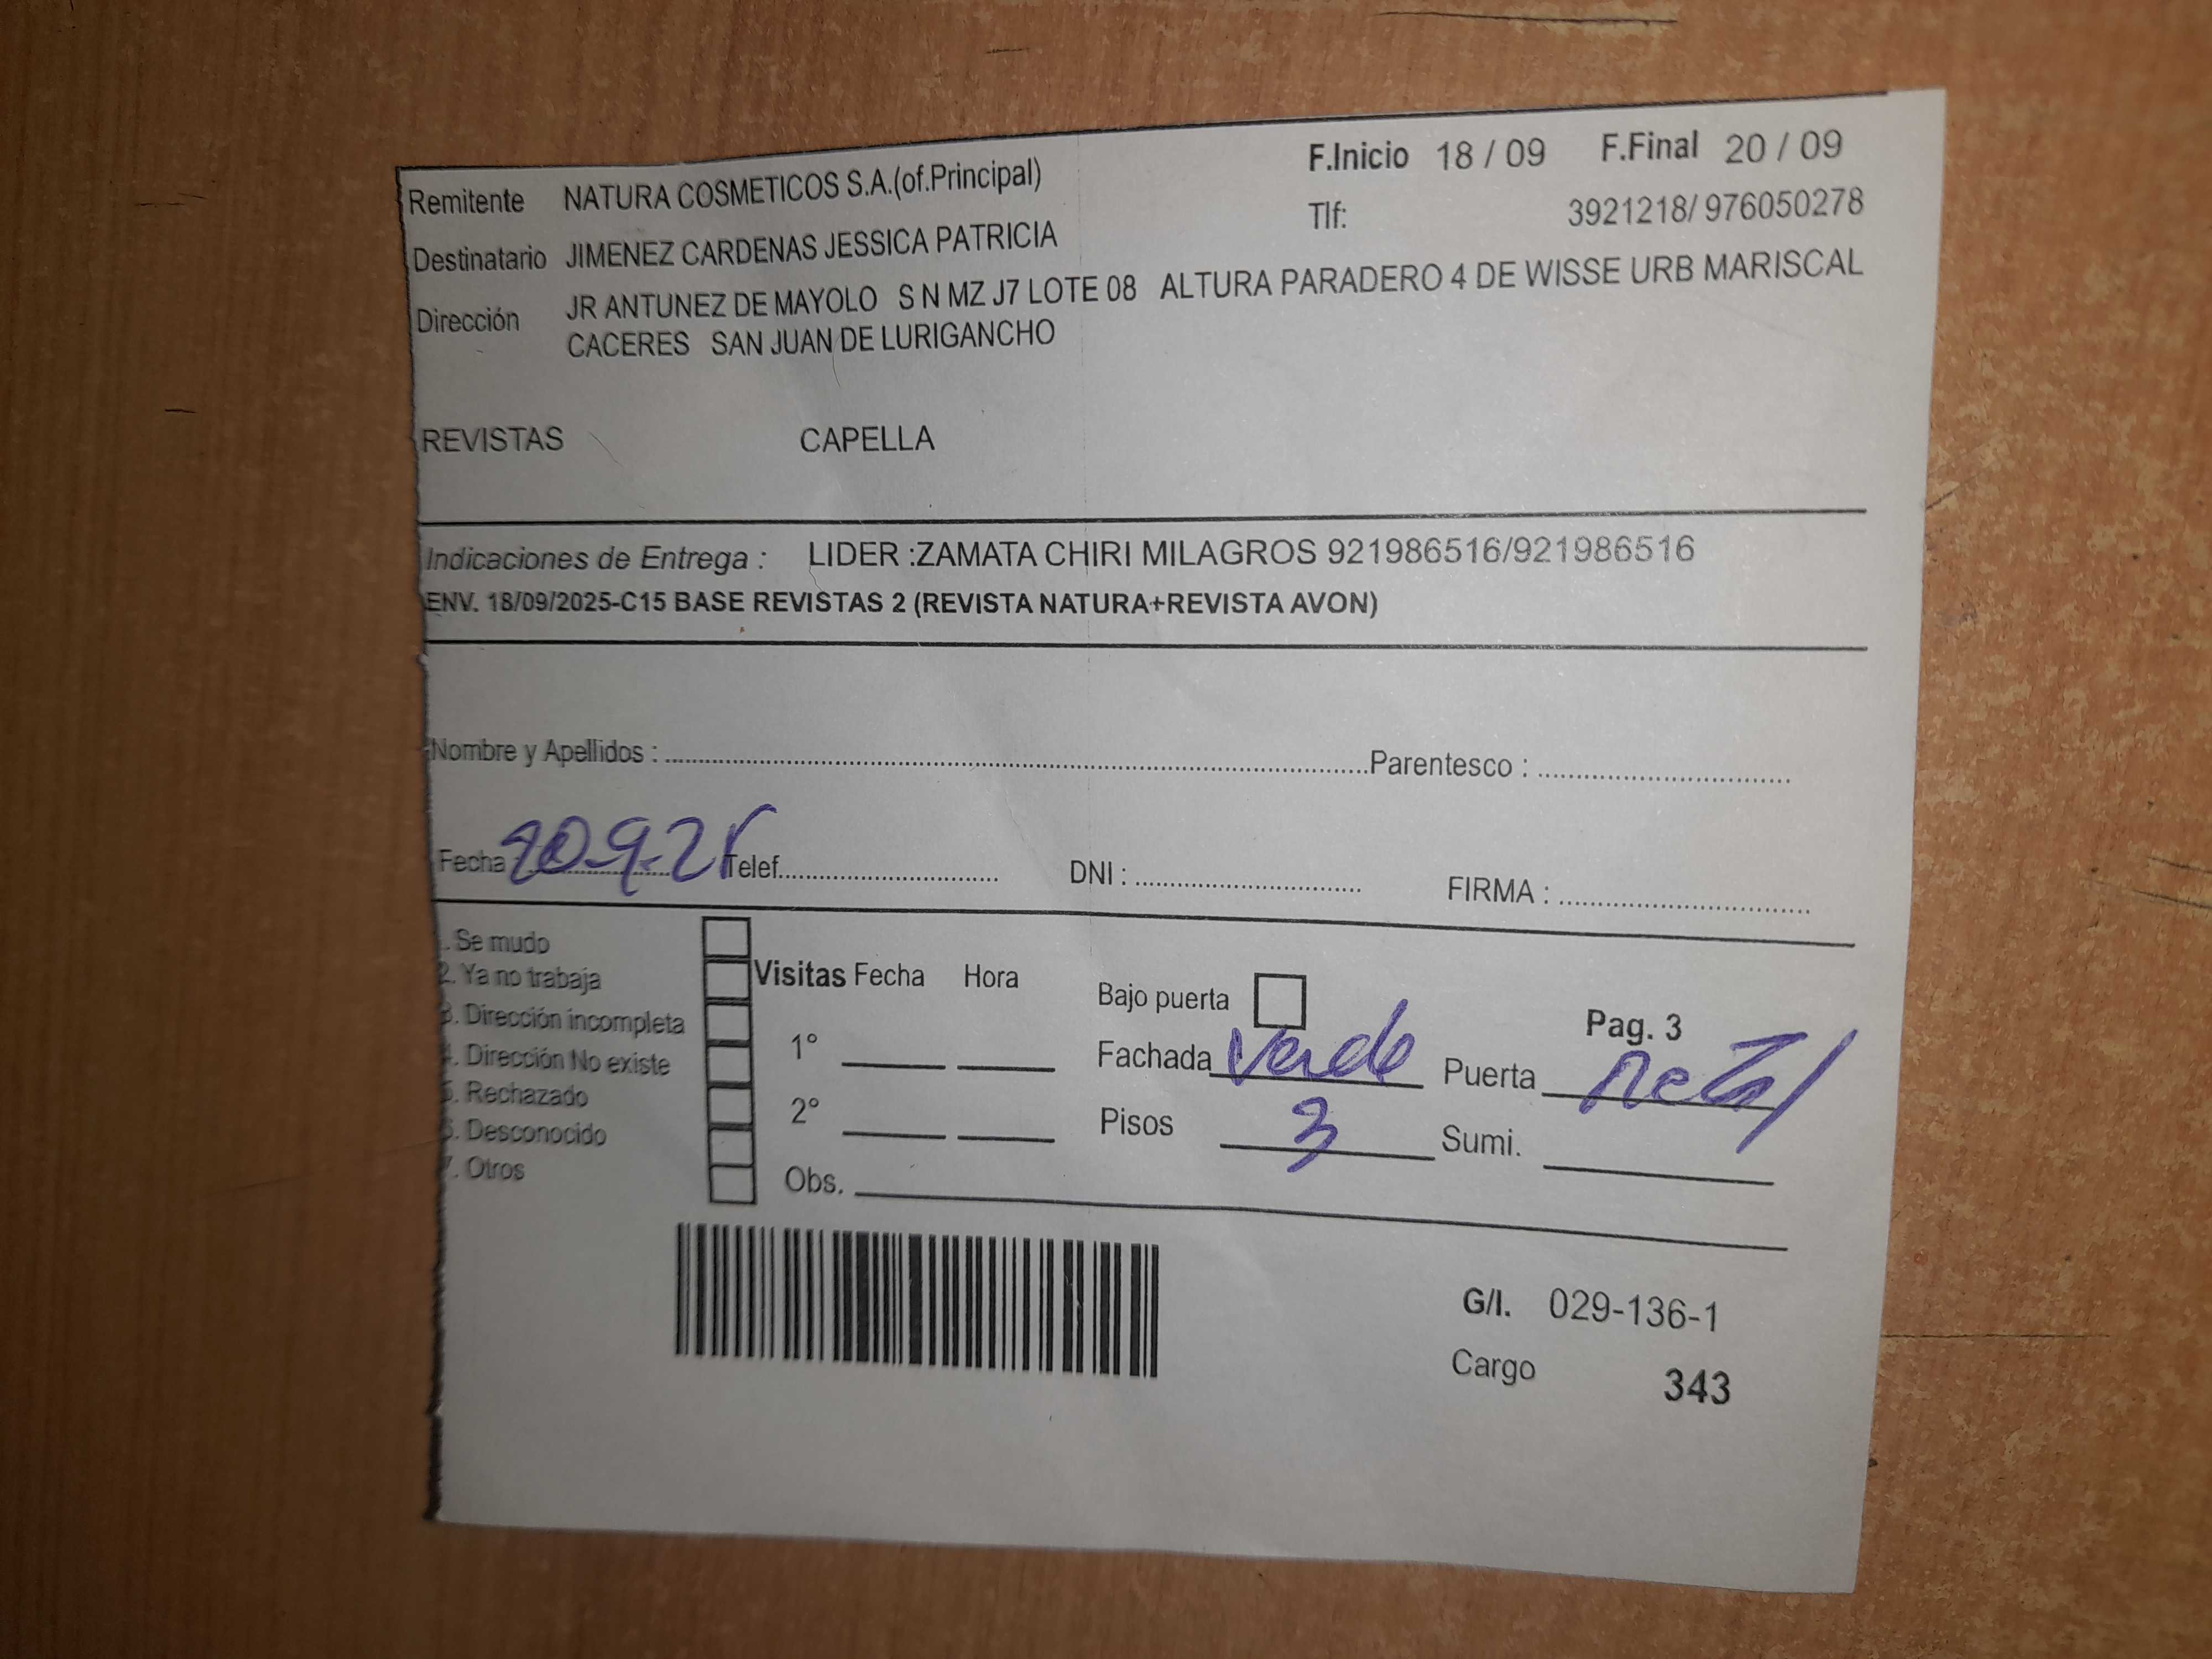 Remitente NATURA COSMETICOS S.A.(of.Principal) F.Inicio 18 / 09 F.Final 20 / 09
Destinatario JIMENEZ CARDENAS JESSICA PATRICIA Tlf: 3921218/ 976050278
Dirección JR ANTUNEZ DE MAYOLO S N MZ J7 LOTE 08 ALTURA PARADERO 4 DE WISSE URB MARISCAL
CACERES SAN JUAN DE LURIGANCHO
REVISTAS CAPELLA
Indicaciones de Entrega : LIDER :ZAMATA CHIRI MILAGROS 921986516/921986516
ENV. 18/09/2025-C15 BASE REVISTAS 2 (REVISTA NATURA+REVISTA AVON)
Nombre y Apellidos : Parentesco :
Fecha 20-9-25 Telef. DNI : FIRMA :
. Se mudo
2. Ya no trabaja
3. Dirección incompleta
4. Dirección No existe
5. Rechazado
6. Desconocido
7. Otros
Visitas Fecha Hora
1°
2°
Obs.
Bajo puerta
Pag. 3
Fachada verde Puerta metal
Pisos 3 Sumi.
G/I. 029-136-1
Cargo 343